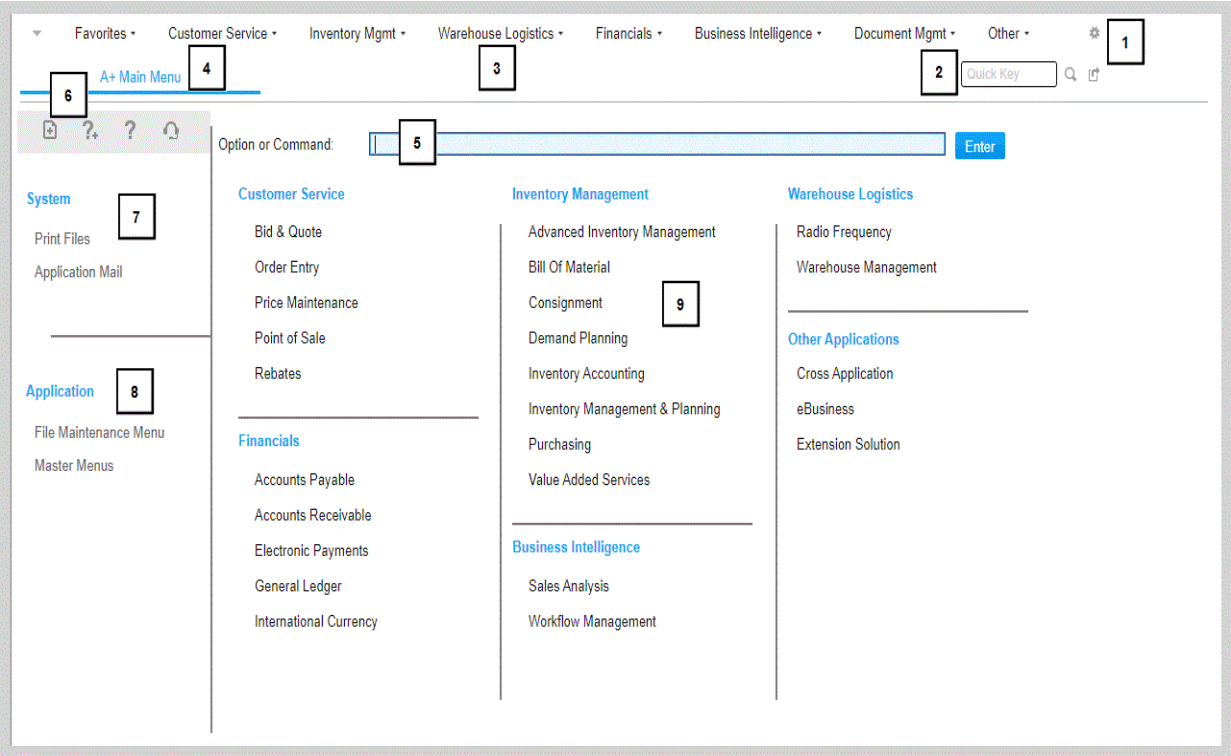 Favorites Customer Service Inventory Mgmt Warehouse Logistics Financials Business Intelligence Document Mgmt Other 1
A+ Main Menu 4 3 2 Quick Key
6
? ?
Option or Command: 5 Enter
System
7
Print Files
Application Mail
Application 8
File Maintenance Menu
Master Menus
Customer Service
Bid & Quote
Order Entry
Price Maintenance
Point of Sale
Rebates
Financials
Accounts Payable
Accounts Receivable
Electronic Payments
General Ledger
International Currency
Inventory Management
Advanced Inventory Management
Bill Of Material
Consignment 9
Demand Planning
Inventory Accounting
Inventory Management & Planning
Purchasing
Value Added Services
Business Intelligence
Sales Analysis
Workflow Management
Warehouse Logistics
Radio Frequency
Warehouse Management
Other Applications
Cross Application
eBusiness
Extension Solution